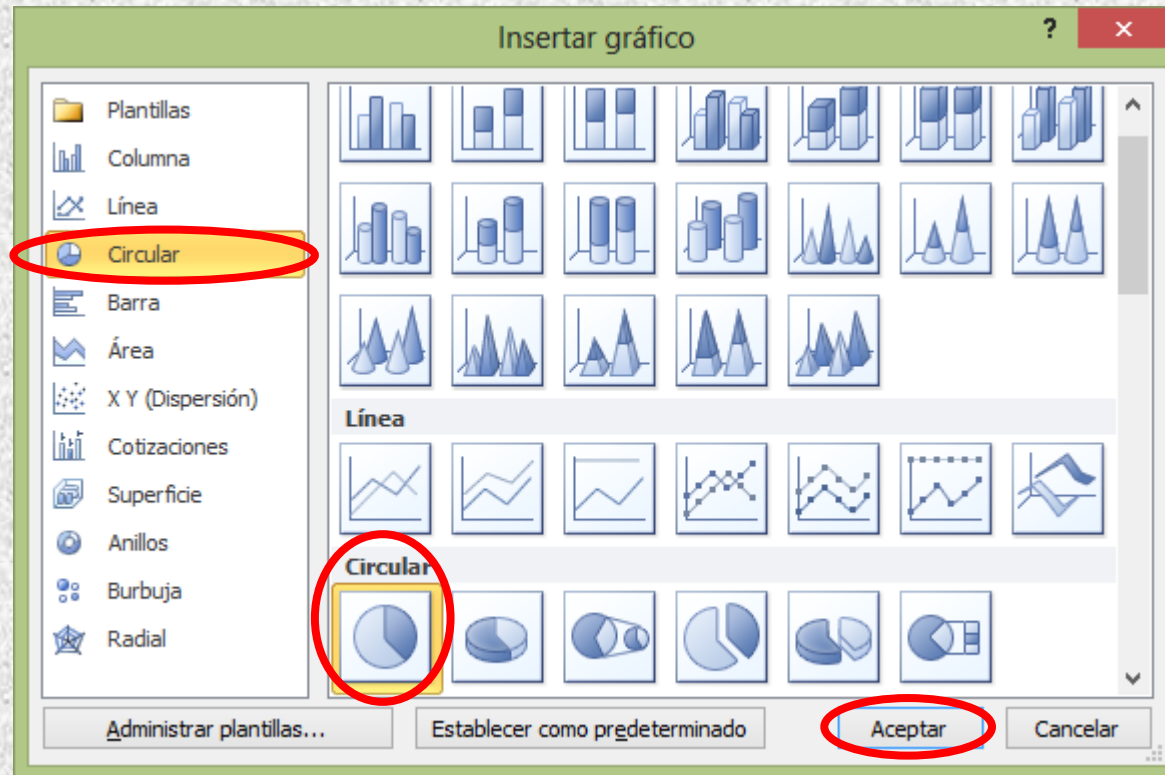 Insertar gráfico
?
Plantillas
Columna
Línea
Circular
Barra
Área
X Y (Dispersión)
Cotizaciones
Superficie
Anillos
Burbuja
Radial
Línea
Circular
Administrar plantillas...
Establecer como predeterminado
Aceptar
Cancelar